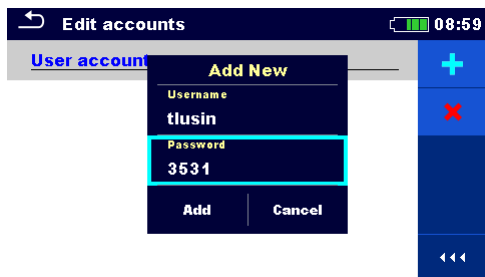 Edit accounts
08:59
User account
Add New
Username
tlusin
Password
3531
Add
Cancel